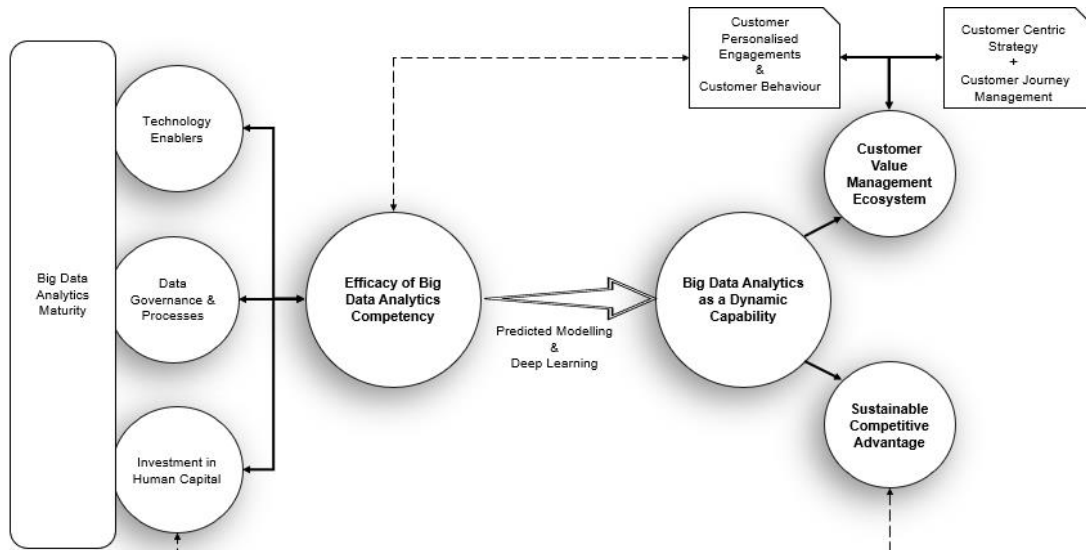 Big Data
Analytics
Maturity
Technology
Enablers
Data
Governance &
Processes
Investment in
Human Capital
Efficacy of Big
Data Analytics
Competency
Predicted Modelling
&
Deep Learning
Big Data Analytics
as a Dynamic
Capability
Customer
Personalised
Engagements
&
Customer Behaviour
Customer Centric
Strategy
+
Customer Journey
Management
Customer
Value
Management
Ecosystem
Sustainable
Competitive
Advantage